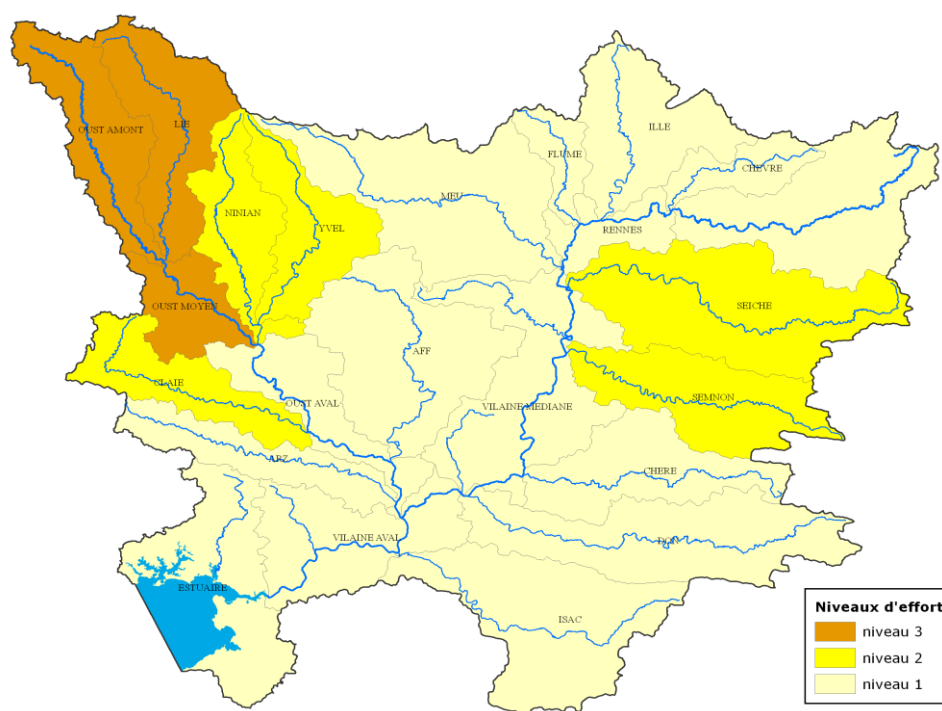 ILLE
OUST AMONT
LIE
FLUME
CHEVRE
MEU
NINIAN
YVEL
RENNES
OUST MOYEN
SEICHE
AFF
CLAIE
OUST AVAL
VILAINE MEDIANE
SEMNON
ARZ
CHERE
VILAINE AVAL
DON
ESTUAIRE
ISAC
Niveaux d'effort
niveau 3
niveau 2
niveau 1